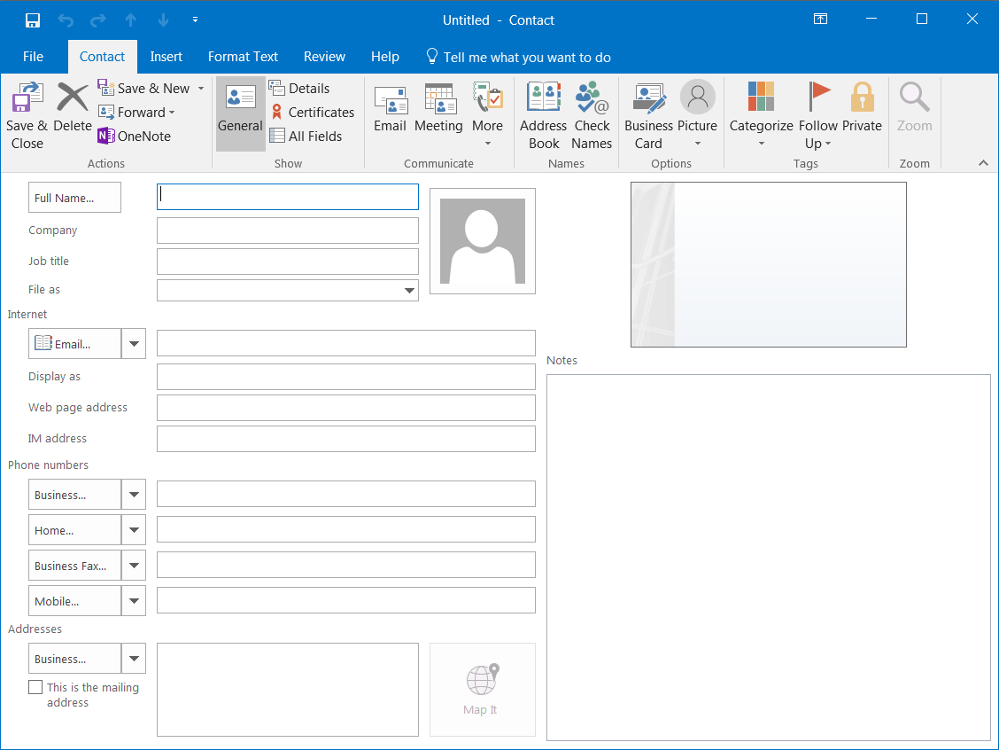 Untitled - Contact
File Contact Insert Format Text Review Help Tell me what you want to do
Save & Close
Delete
Save & New
Forward
OneNote
Actions
General
Details
Certificates
All Fields
Show
Email
Meeting
More
Communicate
Address Book
Check Names
Names
Business Card
Picture
Options
Categorize
Follow Up
Private
Tags
Zoom
Zoom
Full Name...
Company
Job title
File as
Internet
Email...
Display as
Web page address
IM address
Phone numbers
Business...
Home...
Business Fax...
Mobile...
Addresses
Business...
This is the mailing
address
Map It
Notes